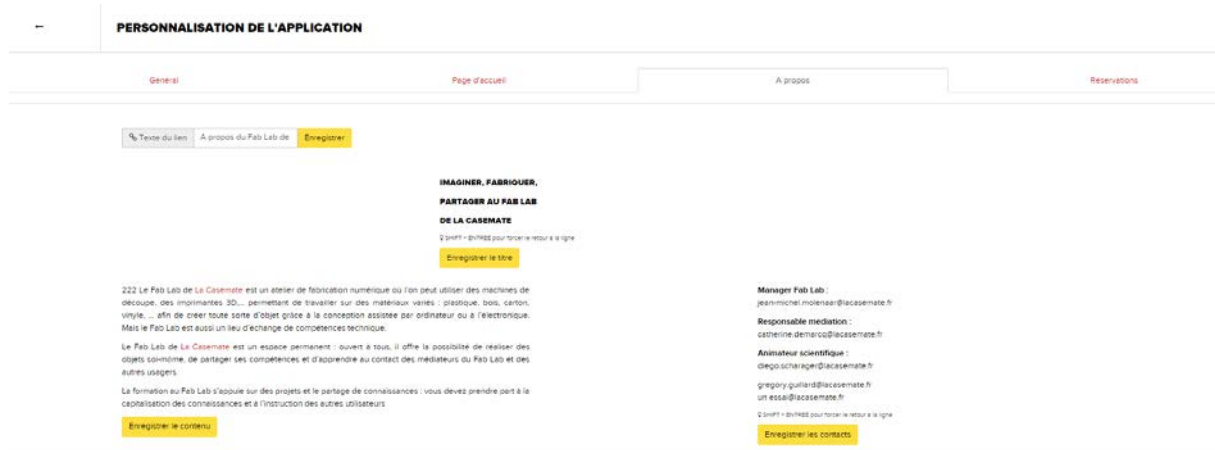 ←
PERSONNALISATION DE L'APPLICATION
Général
Page d'accueil
A propos
Réservations
Texte du lien
A propos du Fab Lab de
Enregistrer
IMAGINER, FABRIQUER,
PARTAGER AU FAB LAB
DE LA CASEMATE
SHIFT + ENTREE pour forcer le retour à la ligne
Enregistrer le titre
222 Le Fab Lab de La Casemate est un atelier de fabrication numérique où l'on peut utiliser des machines de
découpe, des imprimantes 3D,... permettant de travailler sur des matériaux variés : plastique, bois, carton,
vinyle, ... afin de créer toute sorte d'objet grâce à la conception assistée par ordinateur ou à l'électronique.
Mais le Fab Lab est aussi un lieu d'échange de compétences technique.
Le Fab Lab de La Casemate est un espace permanent : ouvert à tous, il offre la possibilité de réaliser des
objets soi-même, de partager ses compétences et d'apprendre au contact des médiateurs du Fab Lab et des
autres usagers.
La formation au Fab Lab s'appuie sur des projets et le partage de connaissances : vous devez prendre part à la
capitalisation des connaissances et à l'instruction des autres utilisateurs
Enregistrer le contenu
Manager Fab Lab :
jean-michel.molenaar@lacasemate.fr
Responsable mediation :
catherine.demarcq@lacasemate.fr
Animateur scientifique :
diego.scharager@lacasemate.fr
gregory.guillard@lacasemate.fr
un essai@lacasemate.fr
SHIFT + ENTREE pour forcer le retour à la ligne
Enregistrer les contacts